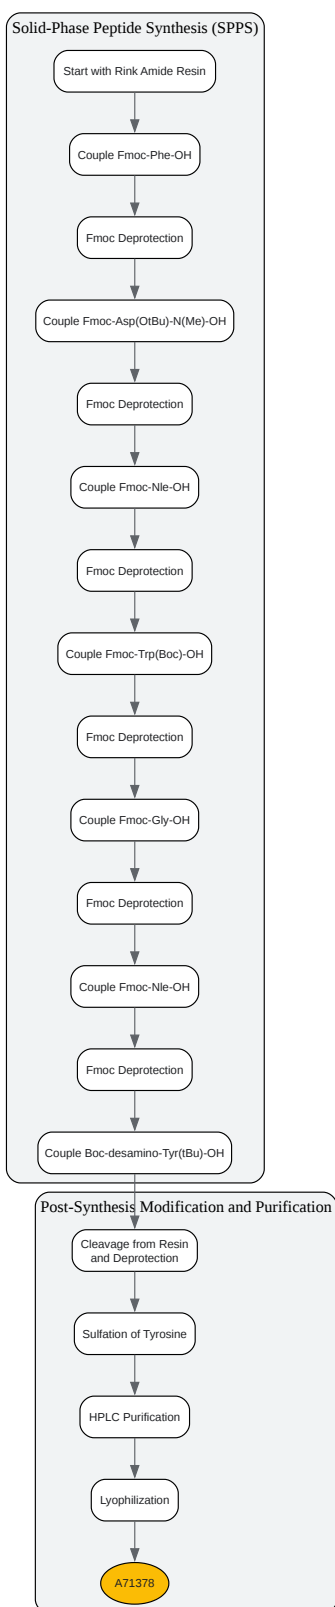 Solid-Phase Peptide Synthesis (SPPS)
Start with Rink Amide Resin
Couple Fmoc-Phe-OH
Fmoc Deprotection
Couple Fmoc-Asp(OtBu)-N(Me)-OH
Fmoc Deprotection
Couple Fmoc-Nle-OH
Fmoc Deprotection
Couple Fmoc-Trp(Boc)-OH
Fmoc Deprotection
Couple Fmoc-Gly-OH
Fmoc Deprotection
Couple Fmoc-Nle-OH
Fmoc Deprotection
Couple Boc-desamino-Tyr(tBu)-OH
Post-Synthesis Modification and Purification
Cleavage from Resin
and Deprotection
Sulfation of Tyrosine
HPLC Purification
Lyophilization
A71378